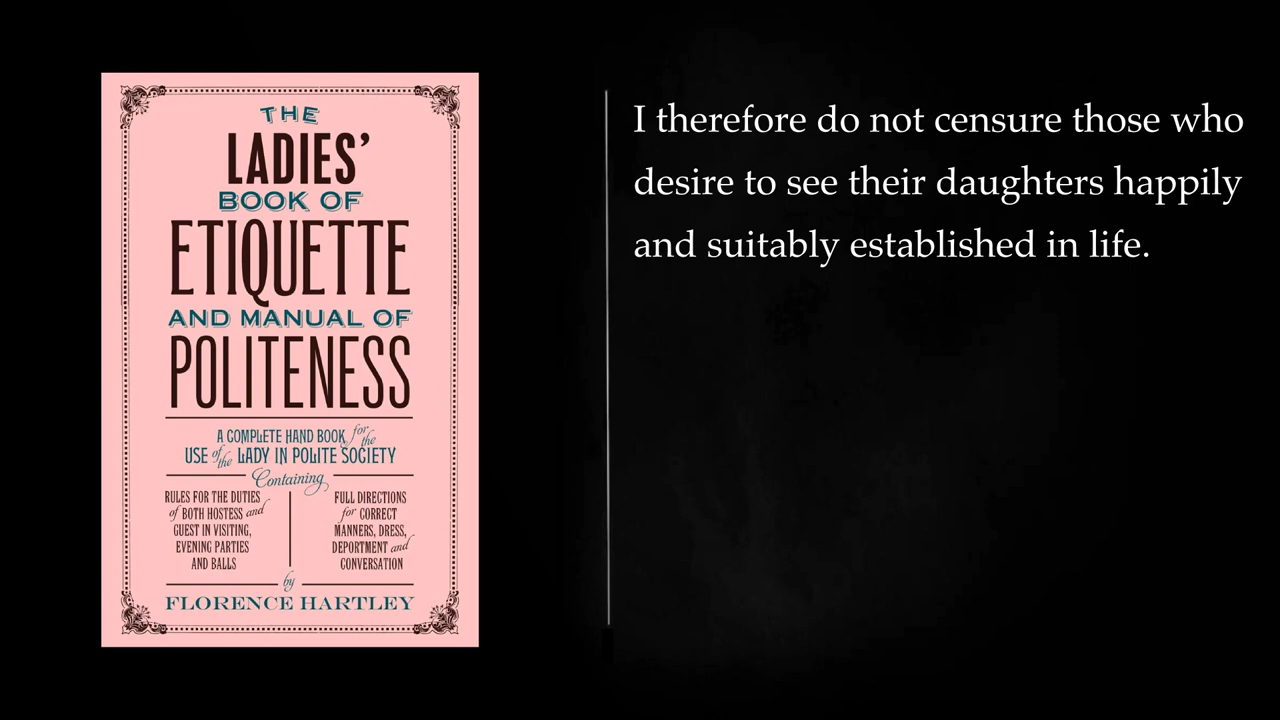 THE
LADIES’
BOOK OF
ETIQUETTE
AND MANUAL OF
POLITENESS
A COMPLETE HAND BOOK for the
USE of the LADY IN POLITE SOCIETY
Containing
RULES FOR THE DUTIES
of BOTH HOSTESS and
GUEST IN VISITING,
EVENING PARTIES
AND BALLS
FULL DIRECTIONS
for CORRECT
MANNERS, DRESS,
DEPORTMENT and
CONVERSATION
by
FLORENCE HARTLEY
I therefore do not censure those who
desire to see their daughters happily
and suitably established in life.